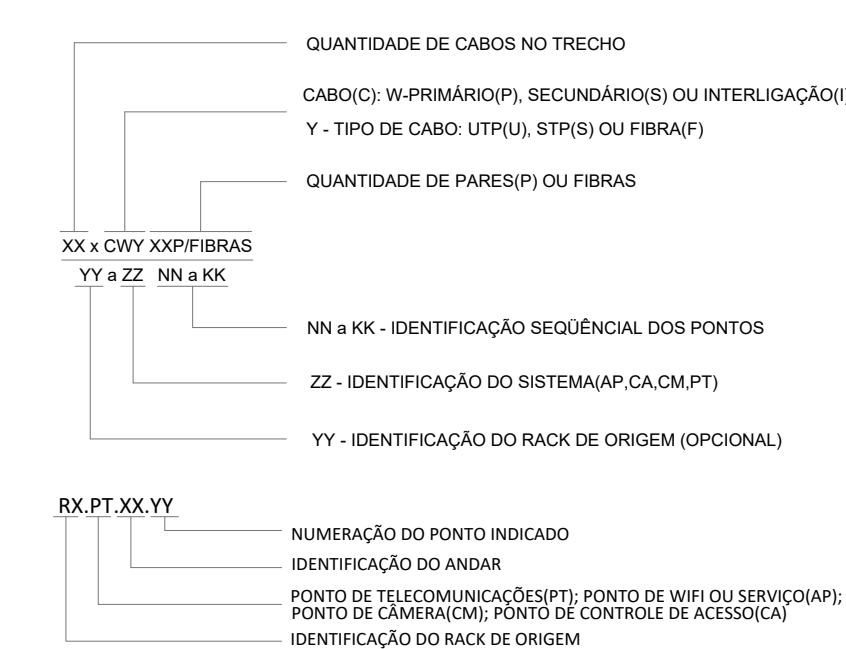 QUANTIDADE DE CABOS NO TRECHO
CABO(C): W-PRIMÁRIO(P), SECUNDÁRIO(S) OU INTERLIGAÇÃO(I)
Y - TIPO DE CABO: UTP(U), STP(S) OU FIBRA(F)
QUANTIDADE DE PARES(P) OU FIBRAS
XX x CWY XXP/FIBRAS
YY a ZZ NN a KK
NN a KK - IDENTIFICAÇÃO SEQÜÊNCIAL DOS PONTOS
ZZ - IDENTIFICAÇÃO DO SISTEMA(AP,CA,CM,PT)
YY - IDENTIFICAÇÃO DO RACK DE ORIGEM (OPCIONAL)
RX.PT.XX.YY
NUMERAÇÃO DO PONTO INDICADO
IDENTIFICAÇÃO DO ANDAR
PONTO DE TELECOMUNICAÇÕES(PT); PONTO DE WIFI OU SERVIÇO(AP);
PONTO DE CÂMERA(CM); PONTO DE CONTROLE DE ACESSO(CA)
IDENTIFICAÇÃO DO RACK DE ORIGEM